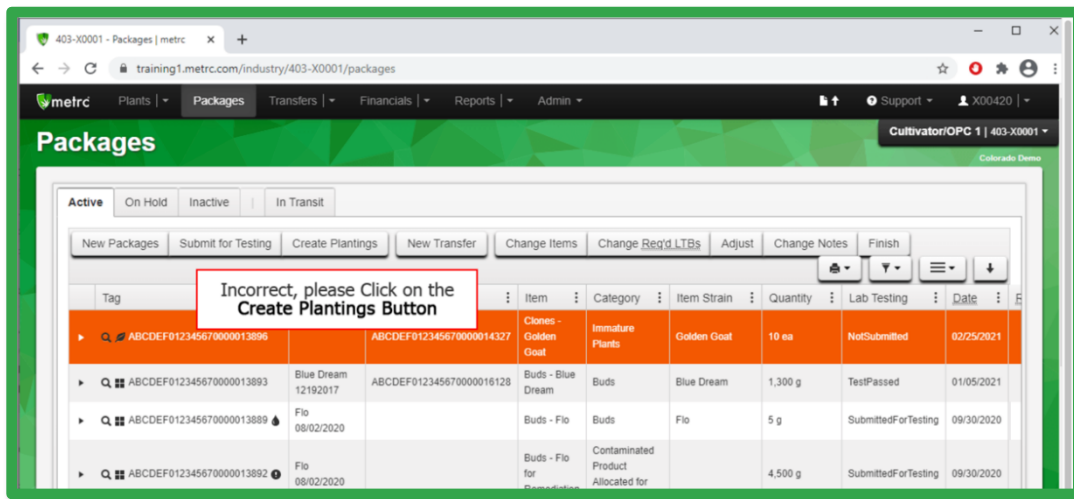 403-X0001 - Packages | metrc
training1.metrc.com/industry/403-X0001/packages
metrc Plants Packages Transfers Financials Reports Admin Support X00420
Packages
Cultivator/OPC 1 | 403-X0001
Colorado Demo
Active On Hold Inactive In Transit
New Packages Submit for Testing Create Plantings New Transfer Change Items Change Req'd LTBs Adjust Change Notes Finish
Incorrect, please Click on the
Create Plantings Button
Tag Item Category Item Strain Quantity Lab Testing Date
ABCDEF012345670000013896 ABCDEF012345670000014327 Clones - Golden Goat Immature Plants Golden Goat 10 ea NotSubmitted 02/25/2021
ABCDEF012345670000013893 Blue Dream 12192017 ABCDEF012345670000016128 Buds - Blue Dream Buds Blue Dream 1,300 g TestPassed 01/05/2021
ABCDEF012345670000013889 Flo 08/02/2020 Buds - Flo Buds Flo 5 g SubmittedForTesting 09/30/2020
ABCDEF012345670000013892 Flo 08/02/2020 Buds - Flo for Contaminated Product Allocated for 4,500 g SubmittedForTesting 09/30/2020